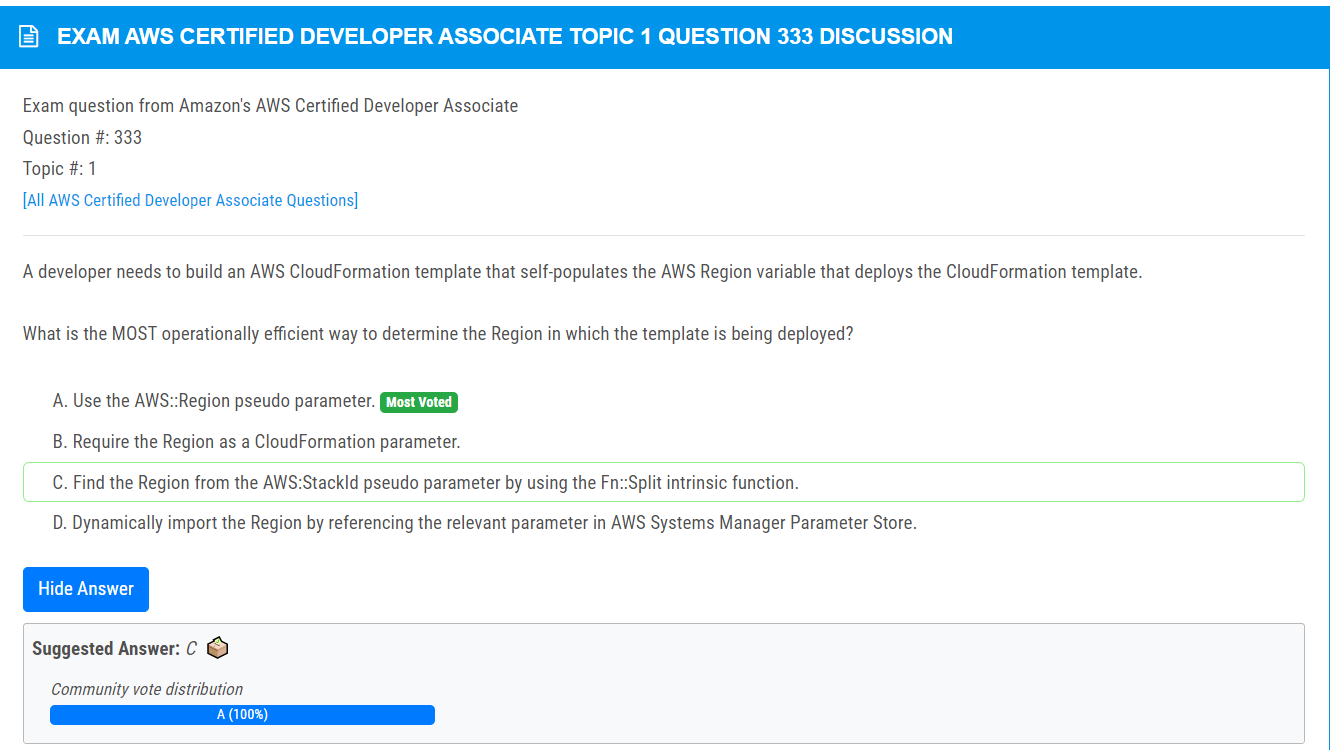 EXAM AWS CERTIFIED DEVELOPER ASSOCIATE TOPIC 1 QUESTION 333 DISCUSSION
Exam question from Amazon's AWS Certified Developer Associate
Question #: 333
Topic #: 1
[All AWS Certified Developer Associate Questions]
A developer needs to build an AWS CloudFormation template that self-populates the AWS Region variable that deploys the CloudFormation template.
What is the MOST operationally efficient way to determine the Region in which the template is being deployed?
A. Use the AWS::Region pseudo parameter. Most Voted
B. Require the Region as a CloudFormation parameter.
C. Find the Region from the AWS:StackId pseudo parameter by using the Fn::Split intrinsic function.
D. Dynamically import the Region by referencing the relevant parameter in AWS Systems Manager Parameter Store.
Hide Answer
Suggested Answer: C
Community vote distribution
A (100%)